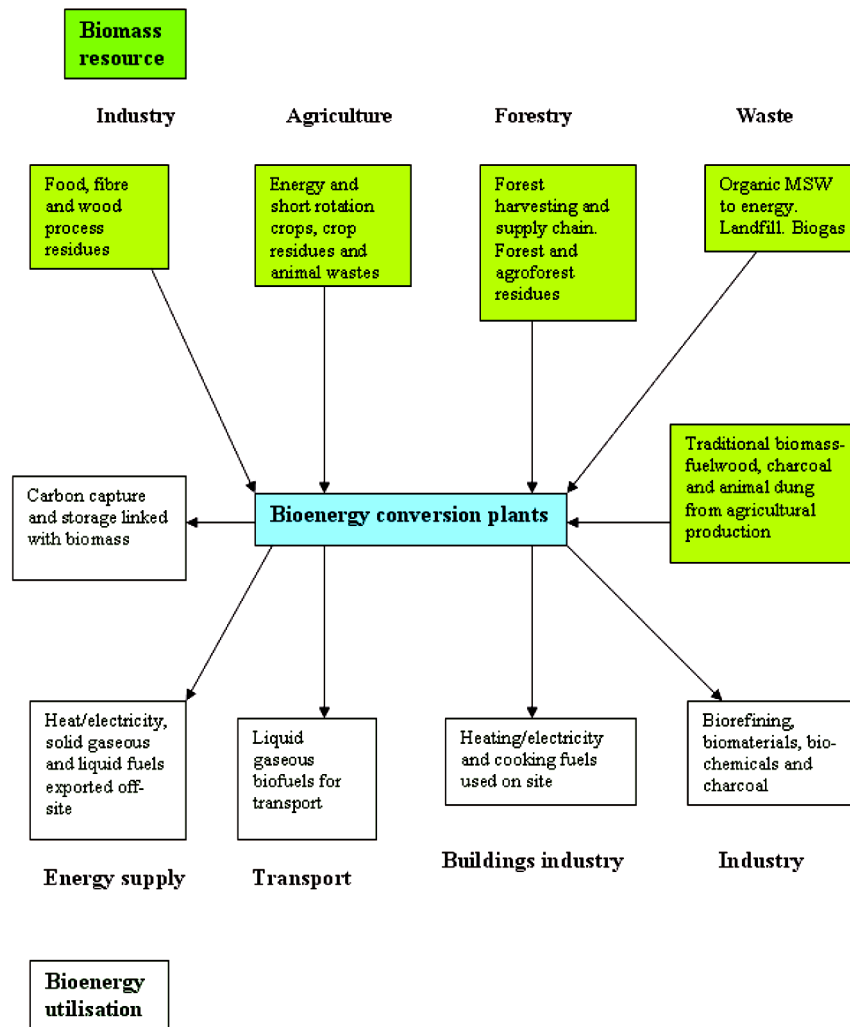 Biomass
resource
Industry
Agriculture
Forestry
Waste
Food, fibre
and wood
process
residues
Energy and
short rotation
crops, crop
residues and
animal wastes
Forest
harvesting and
supply chain.
Forest and
agroforest
residues
Organic MSW
to energy.
Landfill. Biogas
Traditional biomass-
fuelwood, charcoal
and animal dung
from agricultural
production
Carbon capture
and storage linked
with biomass
Bioenergy conversion plants
Heat/electricity,
solid gaseous
and liquid fuels
exported off-
site
Liquid
gaseous
biofuels for
transport
Heating/electricity
and cooking fuels
used on site
Biorefining,
biomaterials, bio-
chemicals and
charcoal
Energy supply
Transport
Buildings industry
Industry
Bioenergy
utilisation